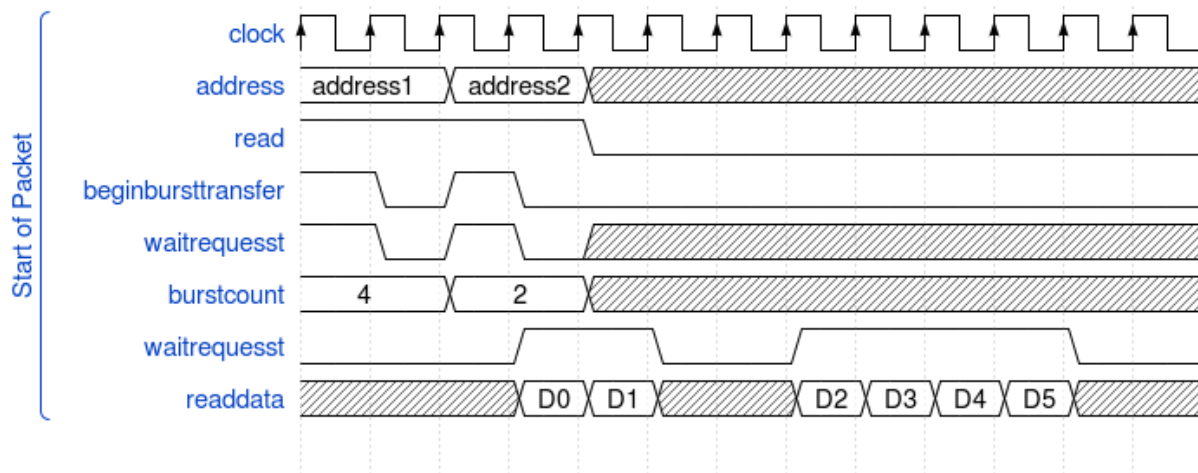 Start of Packet
clock
address address1 address2
read
beginbursttransfer
waitrequesst
burstcount 4 2
waitrequesst
readdata D0 D1 D2 D3 D4 D5